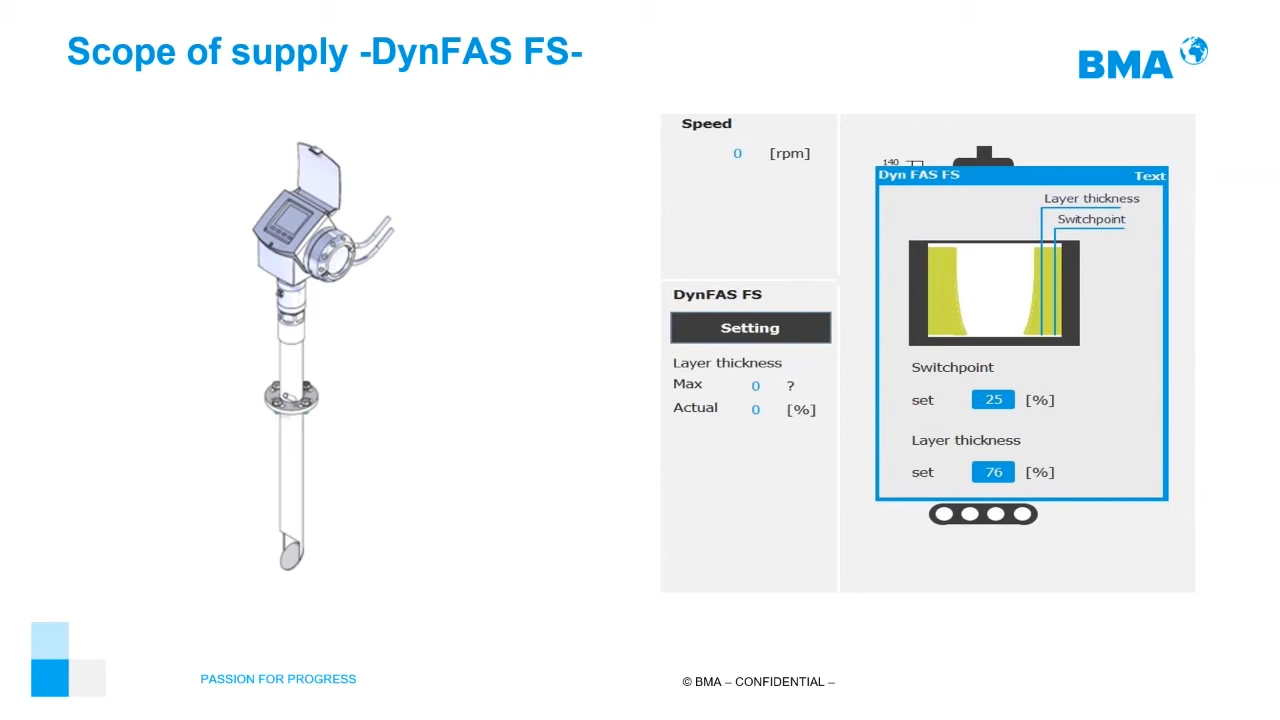 Scope of supply -DynFAS FS-
BMA
Speed
0 [rpm]
140
Dyn FAS FS Text
Layer thickness
Switchpoint
DynFAS FS
Setting
Layer thickness
Max 0 ?
Actual 0 [%]
Switchpoint
set 25 [%]
Layer thickness
set 76 [%]
PASSION FOR PROGRESS
© BMA – CONFIDENTIAL –